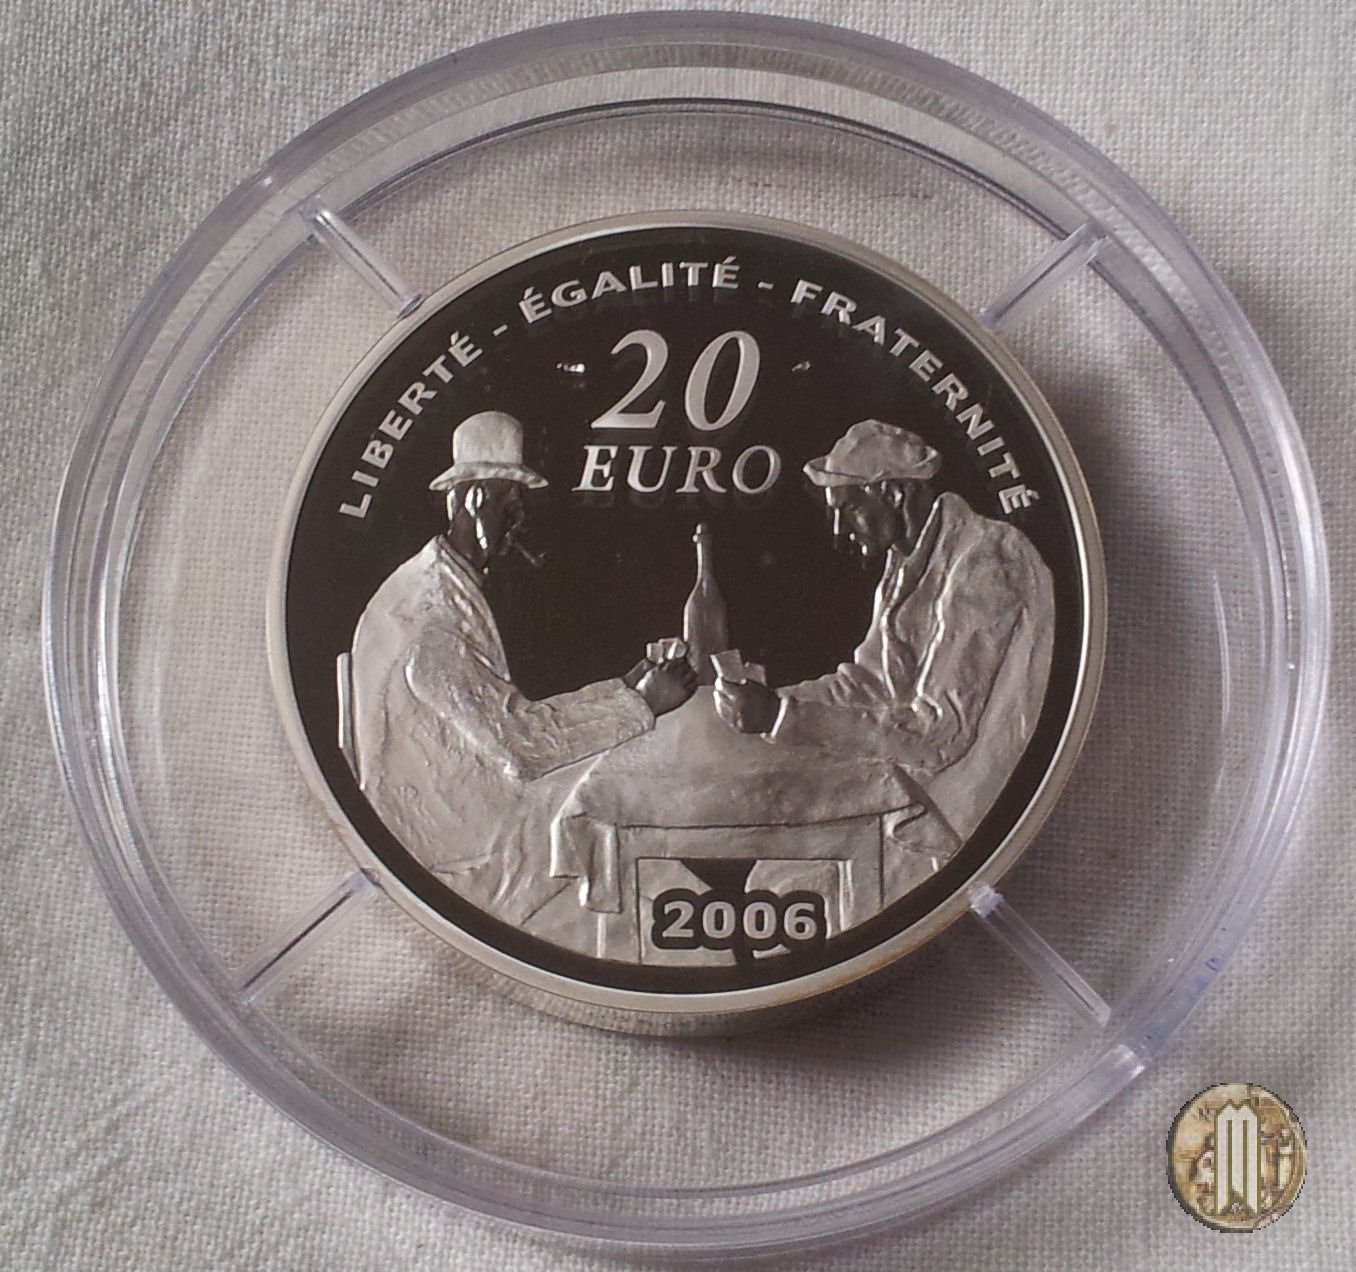 LIBERTÉ - ÉGALITÉ - FRATERNITÉ
20
EURO
2006
M